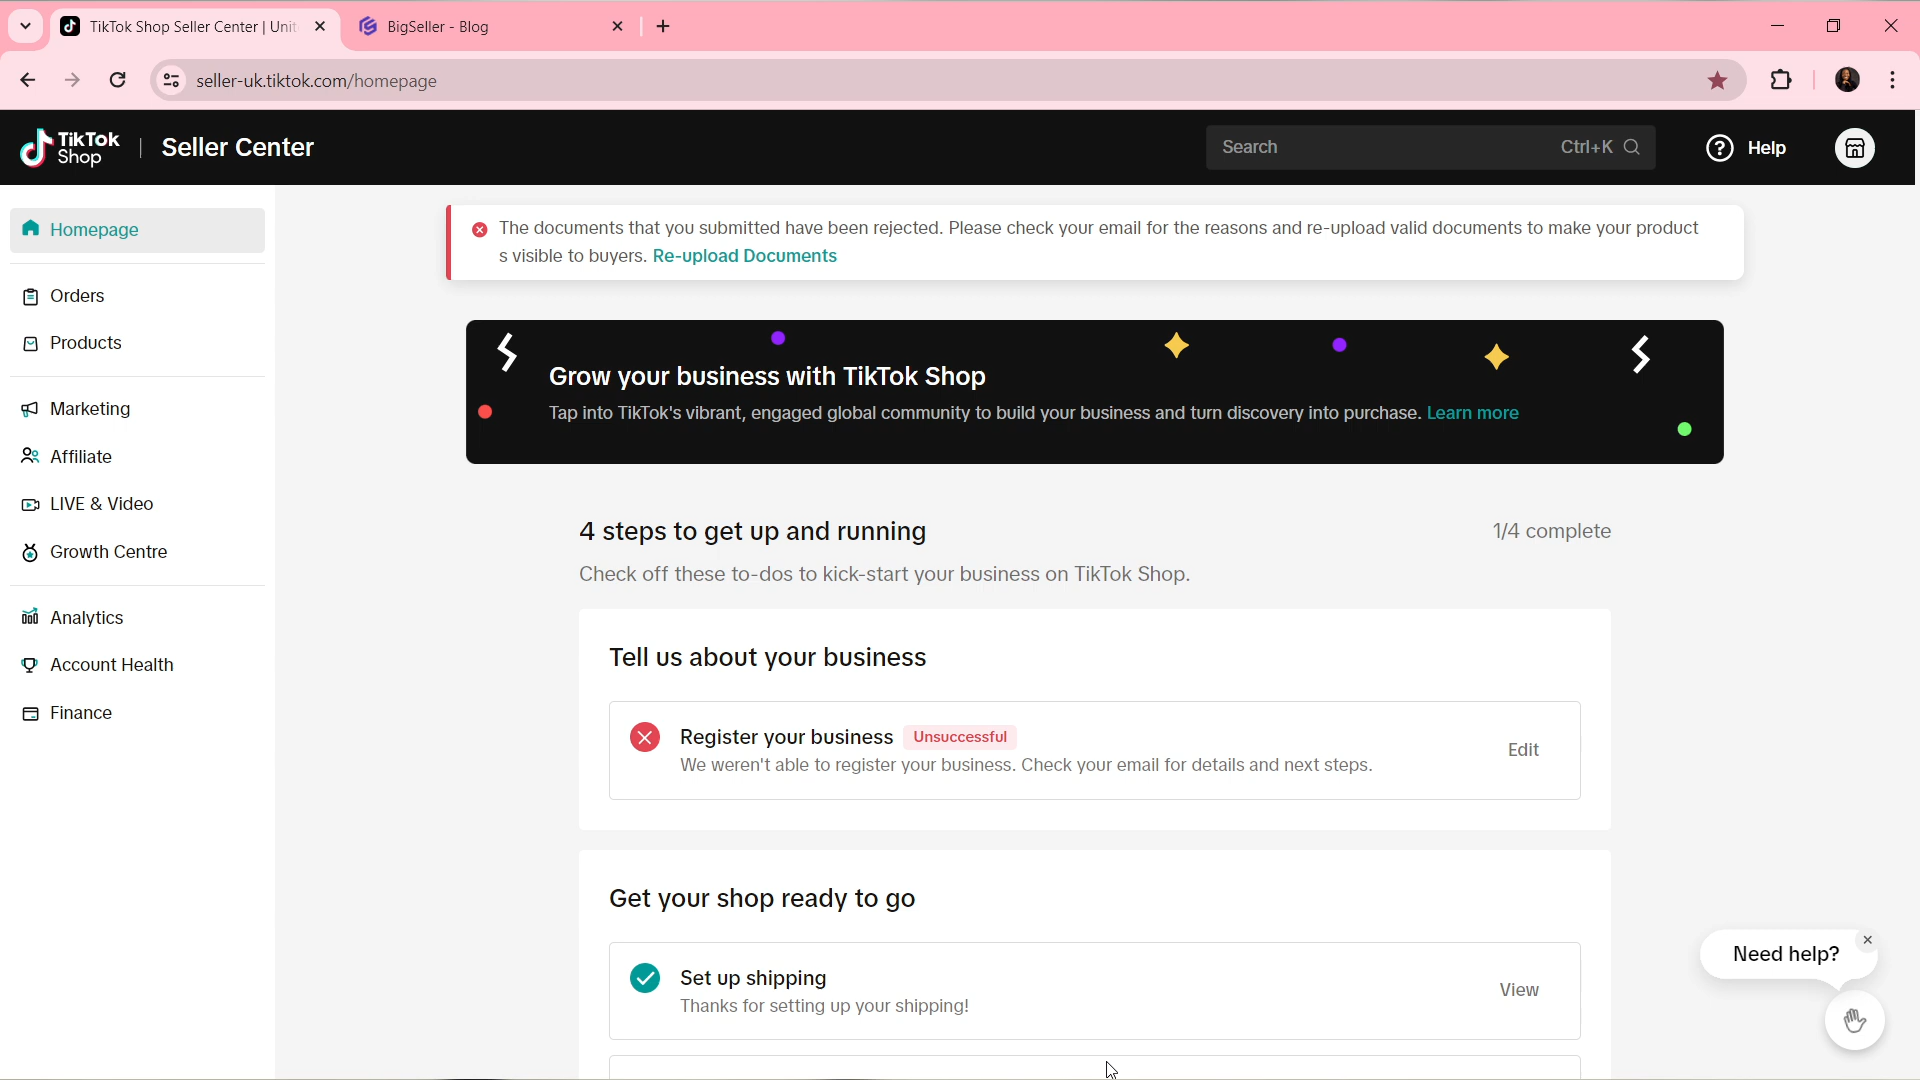 TikTok Shop Seller Center | Unit
BigSeller - Blog
seller-uk.tiktok.com/homepage
TikTok
Shop
Seller Center
Search
Ctrl+K
Help
Homepage
Orders
Products
Marketing
Affiliate
LIVE & Video
Growth Centre
Analytics
Account Health
Finance
The documents that you submitted have been rejected. Please check your email for the reasons and re-upload valid documents to make your product
s visible to buyers. Re-upload Documents
Grow your business with TikTok Shop
Tap into TikTok's vibrant, engaged global community to build your business and turn discovery into purchase. Learn more
4 steps to get up and running
1/4 complete
Check off these to-dos to kick-start your business on TikTok Shop.
Tell us about your business
Register your business Unsuccessful
We weren't able to register your business. Check your email for details and next steps.
Edit
Get your shop ready to go
Set up shipping
Thanks for setting up your shipping!
View
Need help?